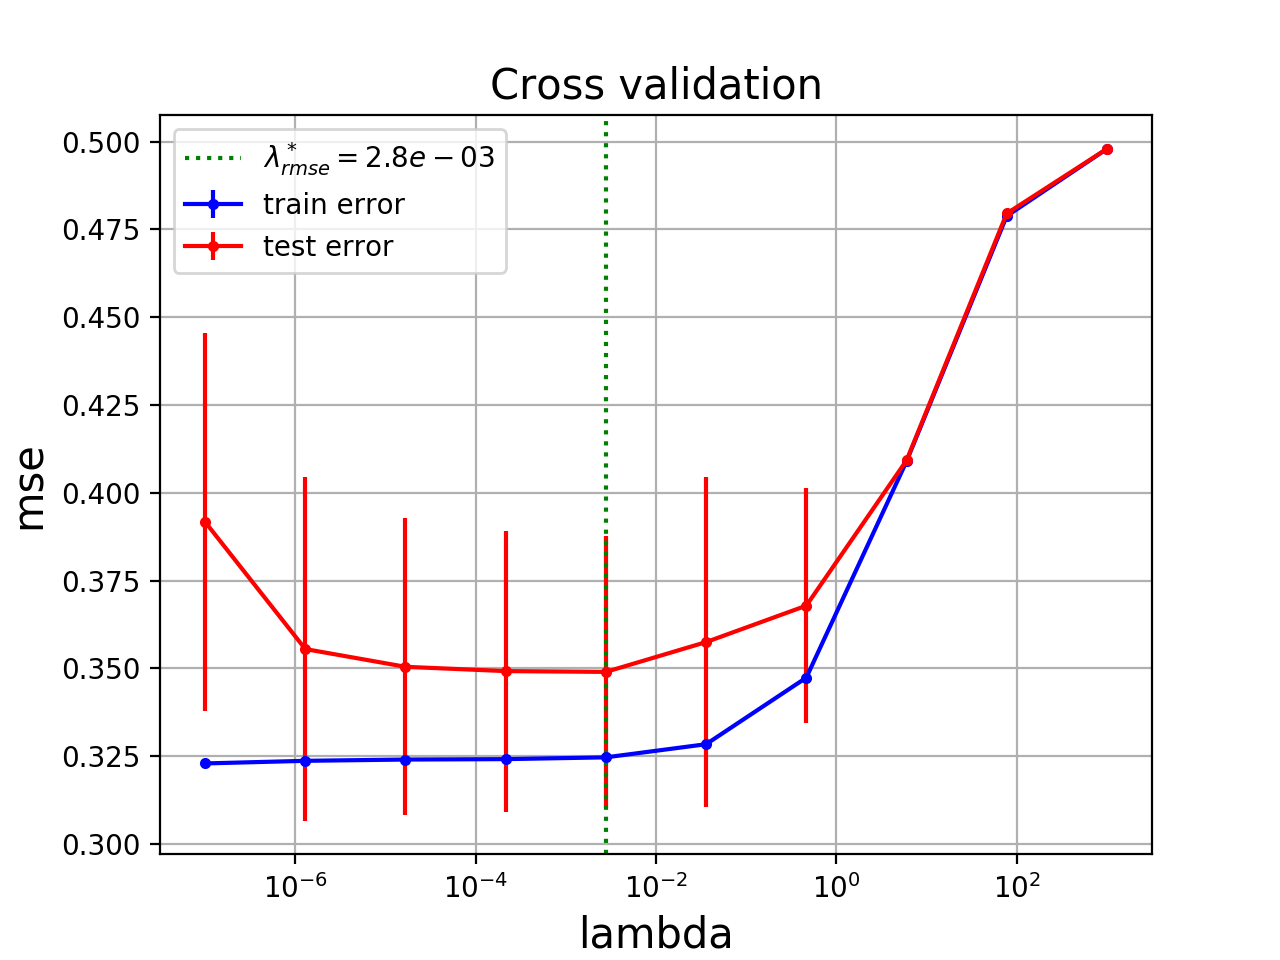 Cross validation
λ*rmse = 2.8e − 03
train error
test error
0.500
0.475
0.450
0.425
0.400
0.375
0.350
0.325
0.300
mse
10⁻⁶ 10⁻⁴ 10⁻² 10⁰ 10²
lambda